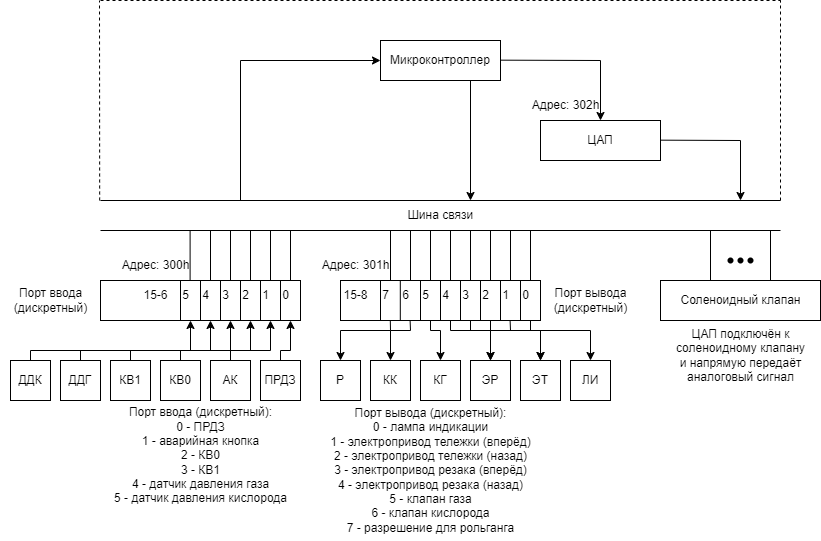 Микроконтроллер
Адрес: 302h
ЦАП
Шина связи
Адрес: 300h
Адрес: 301h
Порт ввода
(дискретный)
15-6 5 4 3 2 1 0
15-8 7 6 5 4 3 2 1 0
Порт вывода
(дискретный)
Соленоидный клапан
ЦАП подключён к
соленоидному клапану
и напрямую передаёт
аналоговый сигнал
ДДК ДДГ КВ1 КВ0 АК ПРДЗ
Р КК КГ ЭР ЭТ ЛИ
Порт ввода (дискретный):
0 - ПРДЗ
1 - аварийная кнопка
2 - КВ0
3 - КВ1
4 - датчик давления газа
5 - датчик давления кислорода
Порт вывода (дискретный):
0 - лампа индикации
1 - электропривод тележки (вперёд)
2 - электропривод тележки (назад)
3 - электропривод резака (вперёд)
4 - электропривод резака (назад)
5 - клапан газа
6 - клапан кислорода
7 - разрешение для рольганга